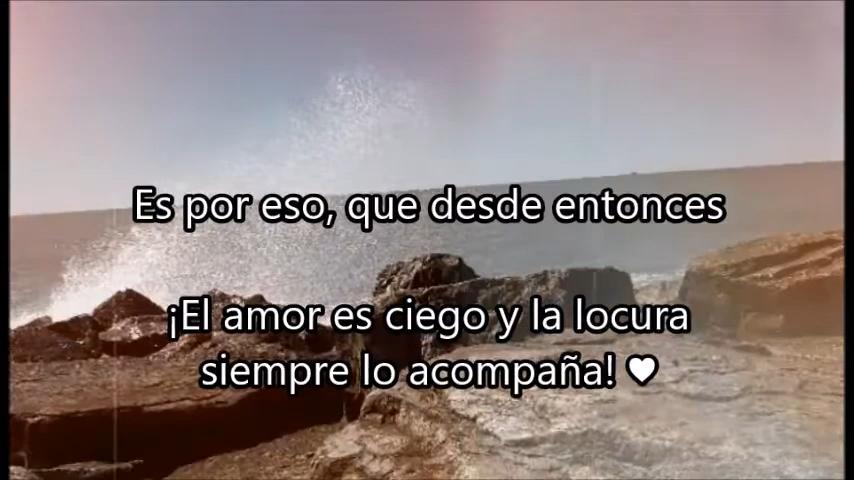 Es por eso, que desde entonces
¡El amor es ciego y la locura
siempre lo acompaña! ♥